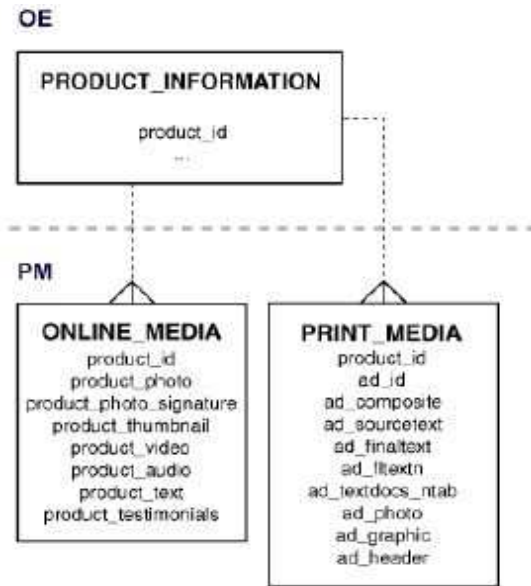 OE
PRODUCT_INFORMATION
product_id
...
PM
ONLINE_MEDIA
product_id
product_photo
product_photo_signature
product_thumbnail
product_video
product_audio
product_text
product_testimonials
PRINT_MEDIA
product_id
ad_id
ad_composite
ad_sourcetext
ad_finaltext
ad_fltextn
ad_textdocs_ntab
ad_photo
ad_graphic
ad_header